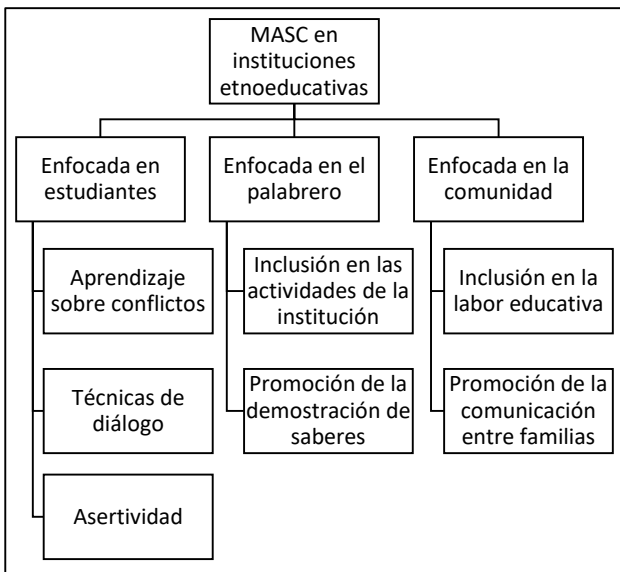 MASC en
instituciones
etnoeducativas
Enfocada en
estudiantes
Aprendizaje
sobre conflictos
Técnicas de
diálogo
Asertividad
Enfocada en el
palabrero
Inclusión en las
actividades de la
institución
Promoción de la
demostración de
saberes
Enfocada en la
comunidad
Inclusión en la
labor educativa
Promoción de la
comunicación
entre familias